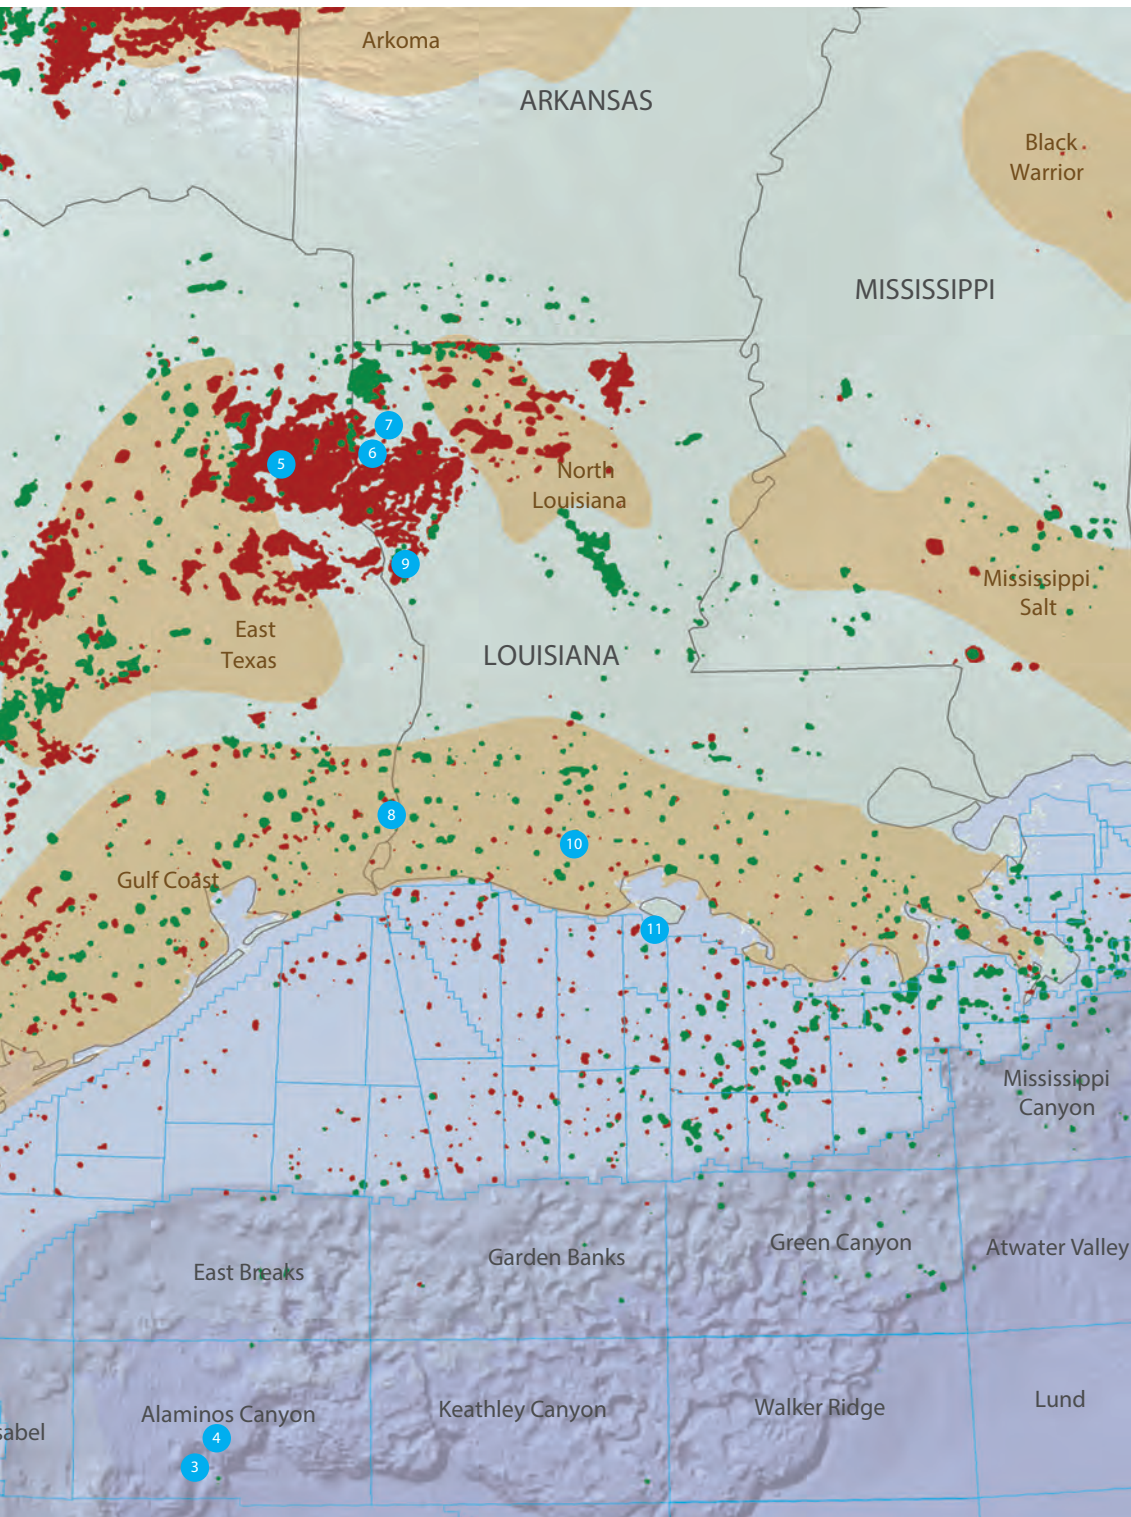 Arkoma
ARKANSAS
Black
Warrior
MISSISSIPPI
7
6
5
North
Louisiana
9
Mississippi
Salt
East
Texas
LOUISIANA
8
10
Gulf Coast
11
Mississippi
Canyon
Green Canyon
Atwater Valley
Garden Banks
East Breaks
Lund
Walker Ridge
Keathley Canyon
Alaminos Canyon
sabel
4
3